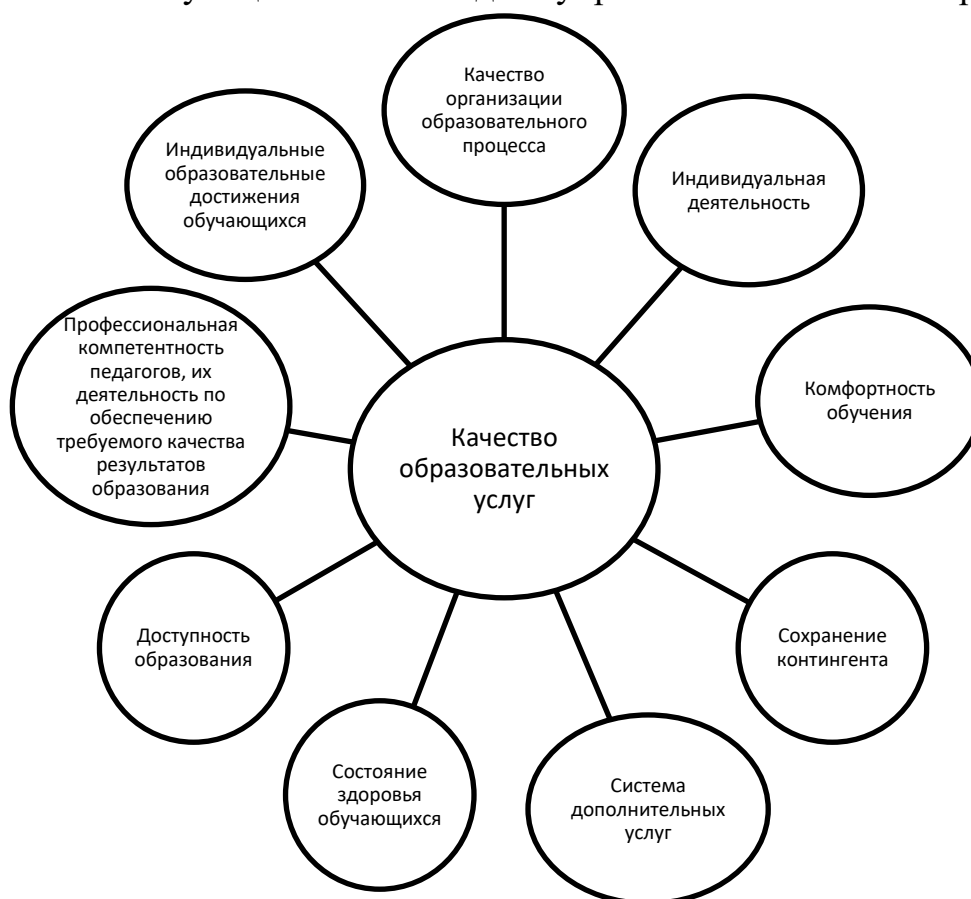 Качество
организации
образовательного
процесса
Индивидуальная
деятельность
Комфортность
обучения
Сохранение
контингента
Система
дополнительных
услуг
Состояние
здоровья
обучающихся
Доступность
образования
Профессиональная
компетентность
педагогов, их
деятельность по
обеспечению
требуемого качества
результатов
образования
Индивидуальные
образовательные
достижения
обучающихся
Качество
образовательных
услуг